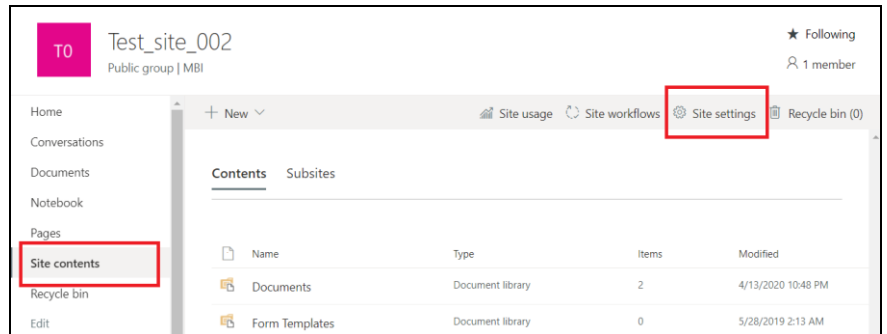 T0
Test_site_002
Public group | MBI
Following
1 member
Home
Conversations
Documents
Notebook
Pages
Site contents
Recycle bin
Edit
New
Site usage
Site workflows
Site settings
Recycle bin (0)
Contents Subsites
Name Type Items Modified
Documents Document library 2 4/13/2020 10:48 PM
Form Templates Document library 0 5/28/2019 2:13 AM